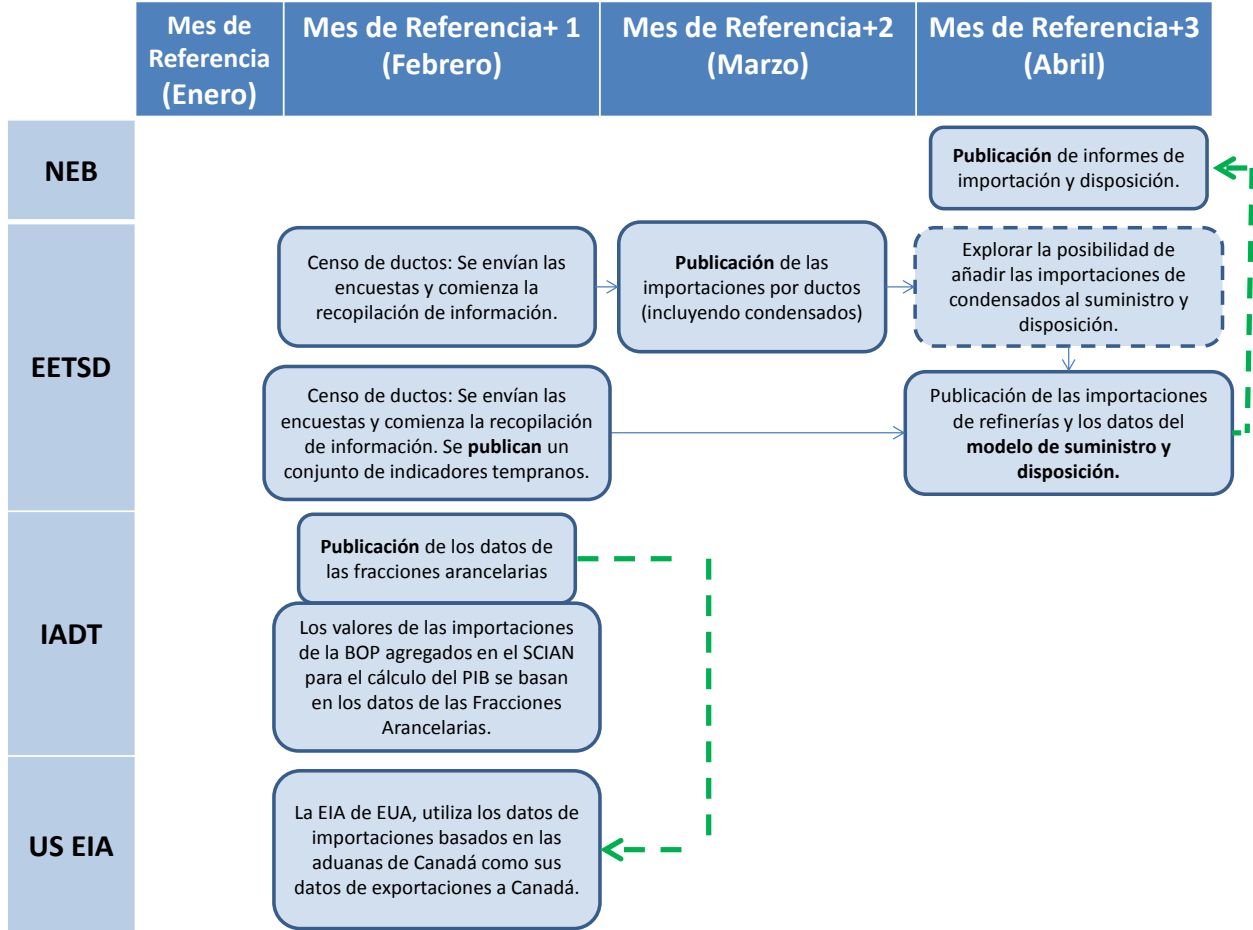 Mes de
Referencia
(Enero)
Mes de Referencia+ 1
(Febrero)
Mes de Referencia+2
(Marzo)
Mes de Referencia+3
(Abril)
NEB
Publicación de informes de
importación y disposición.
EETSD
Censo de ductos: Se envían las
encuestas y comienza la
recopilación de información.
Publicación de las
importaciones por ductos
(incluyendo condensados)
Explorar la posibilidad de
añadir las importaciones de
condensados al suministro y
disposición.
Censo de ductos: Se envían las
encuestas y comienza la recopilación
de información. Se publican un
conjunto de indicadores tempranos.
Publicación de las importaciones
de refinerías y los datos del
modelo de suministro y
disposición.
IADT
Publicación de los datos de
las fracciones arancelarias
Los valores de las importaciones
de la BOP agregados en el SCIAN
para el cálculo del PIB se basan
en los datos de las Fracciones
Arancelarias.
US EIA
La EIA de EUA, utiliza los datos de
importaciones basados en las
aduanas de Canadá como sus
datos de exportaciones a Canadá.